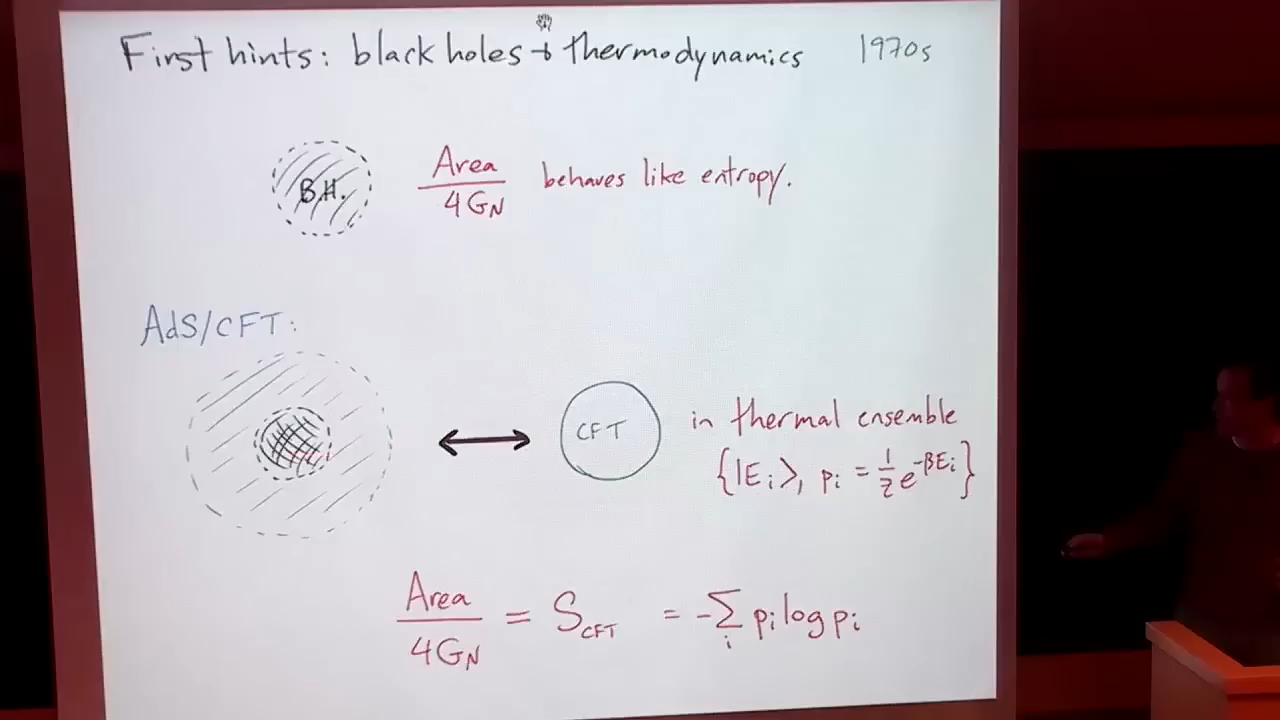 First hints: black holes + thermodynamics 1970s
B.H. Area/4G_N behaves like entropy.
AdS/CFT:
CFT in thermal ensemble
{|E_i⟩, p_i = 1/Z e^{-βE_i}}
Area/4G_N = S_CFT = -∑_i p_i log p_i